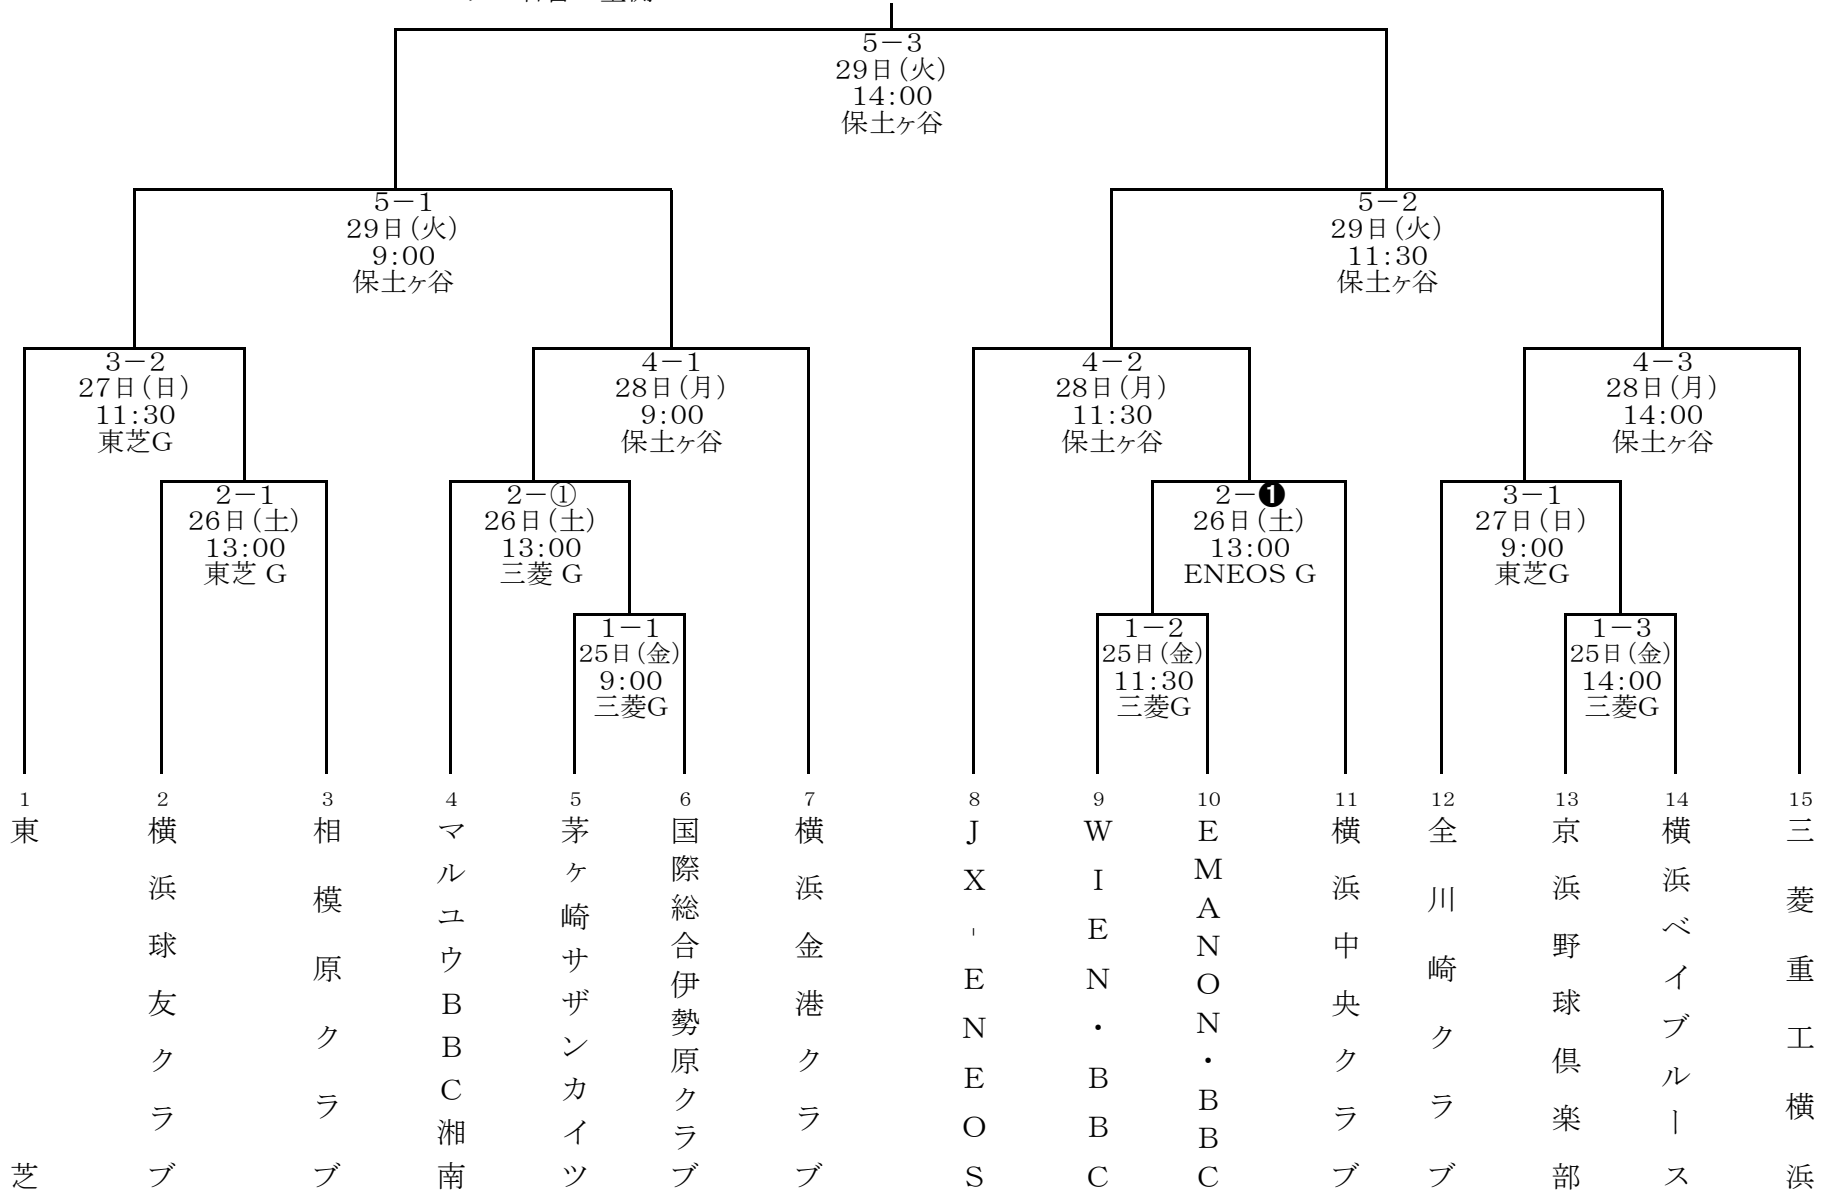 5－3
29日（火）
14：00
保土ヶ谷
5－1
29日（火）
9：00
保土ヶ谷
5－2
29日（火）
11：30
保土ヶ谷
3－2
27日（日）
11：30
東芝G
4－1
28日（月）
9：00
保土ヶ谷
4－2
28日（月）
11：30
保土ヶ谷
4－3
28日（月）
14：00
保土ヶ谷
2－1
26日（土）
13：00
東芝 G
2－①
26日（土）
13：00
三菱 G
2－❶
26日（土）
13：00
ENEOS G
3－1
27日（日）
9：00
東芝G
1－1
25日（金）
9：00
三菱G
1－2
25日（金）
11：30
三菱G
1－3
25日（金）
14：00
三菱G
1
東芝
2
横浜球友クラブ
3
相模原クラブ
4
マルユウBBC湘南
5
茅ヶ崎サザンカイツ
6
国際総合伊勢原クラブ
7
横浜金港クラブ
8
JX-ENEOS
9
WIEN・BBC
10
EMANON・BBC
11
横浜中央クラブ
12
全川崎クラブ
13
京浜野球倶楽部
14
横浜ベイブルース
15
三菱重工横浜